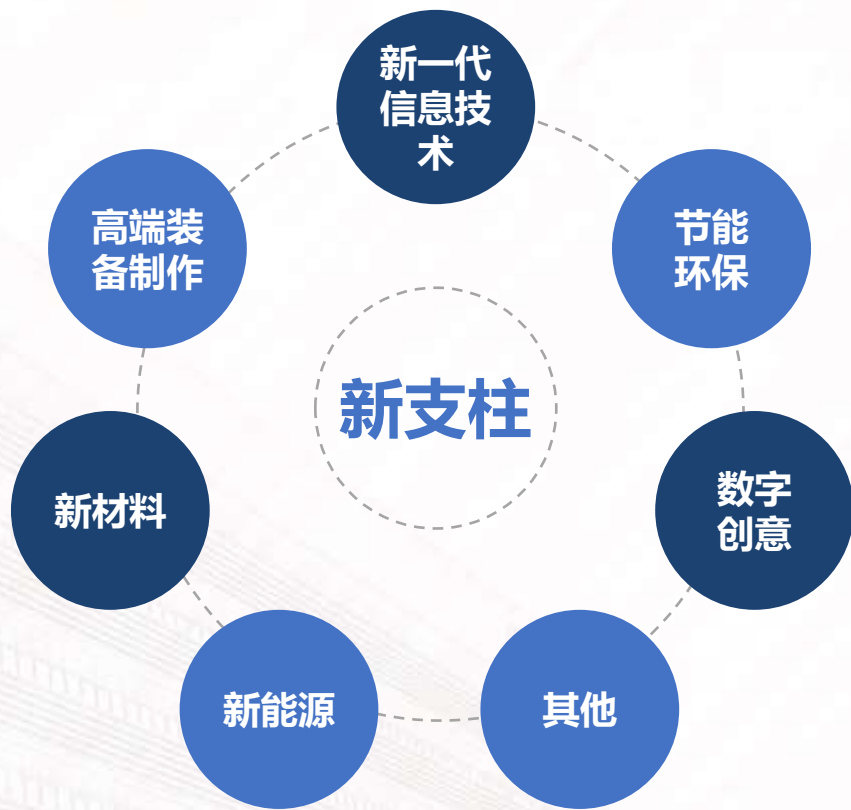 新一代
信息技
术
高端装
备制作
节能
环保
新支柱
新材料
数字
创意
新能源
其他